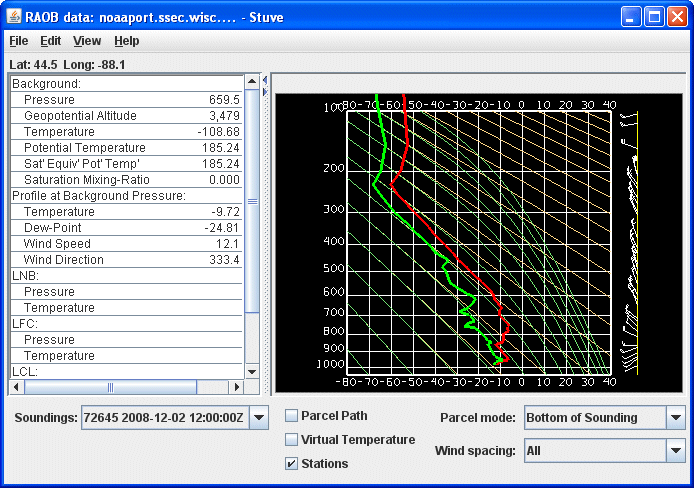 RAOB data: noaaport.ssec.wisc.... - Stuve
File Edit View Help
Lat: 44.5 Long: -88.1
Background:
Pressure 659.5
Geopotential Altitude 3,479
Temperature -108.68
Potential Temperature 185.24
Sat' Equiv' Pot' Temp' 185.24
Saturation Mixing-Ratio 0.000
Profile at Background Pressure:
Temperature -9.72
Dew-Point -24.81
Wind Speed 12.1
Wind Direction 333.4
LNB:
Pressure
Temperature
LFC:
Pressure
Temperature
LCL:
-80 -70 -60 -50 -40 -30 -20 -10 0 10 20 30 40
100
200
300
400
500
600
700
800
900
1000
-80 -70 -60 -50 -40 -30 -20 -10 0 10 20 30 40
Soundings: 72645 2008-12-02 12:00:00Z
Parcel Path
Virtual Temperature
Stations
Parcel mode: Bottom of Sounding
Wind spacing: All